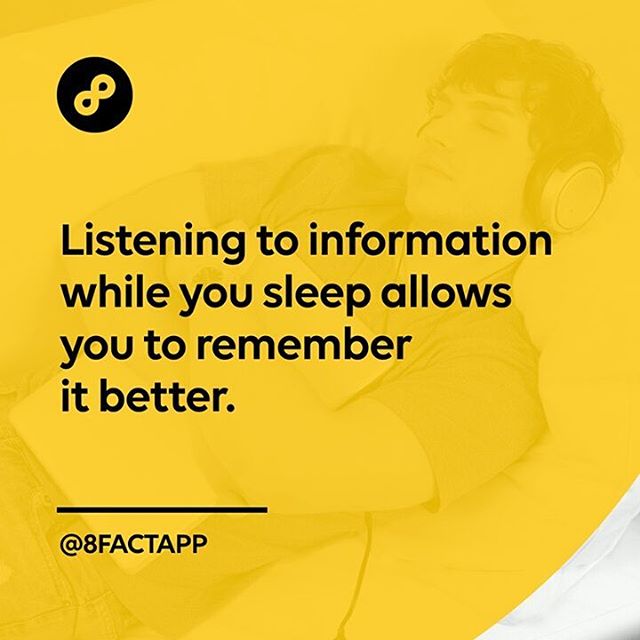 Listening to information
while you sleep allows
you to remember
it better.
@8FACTAPP